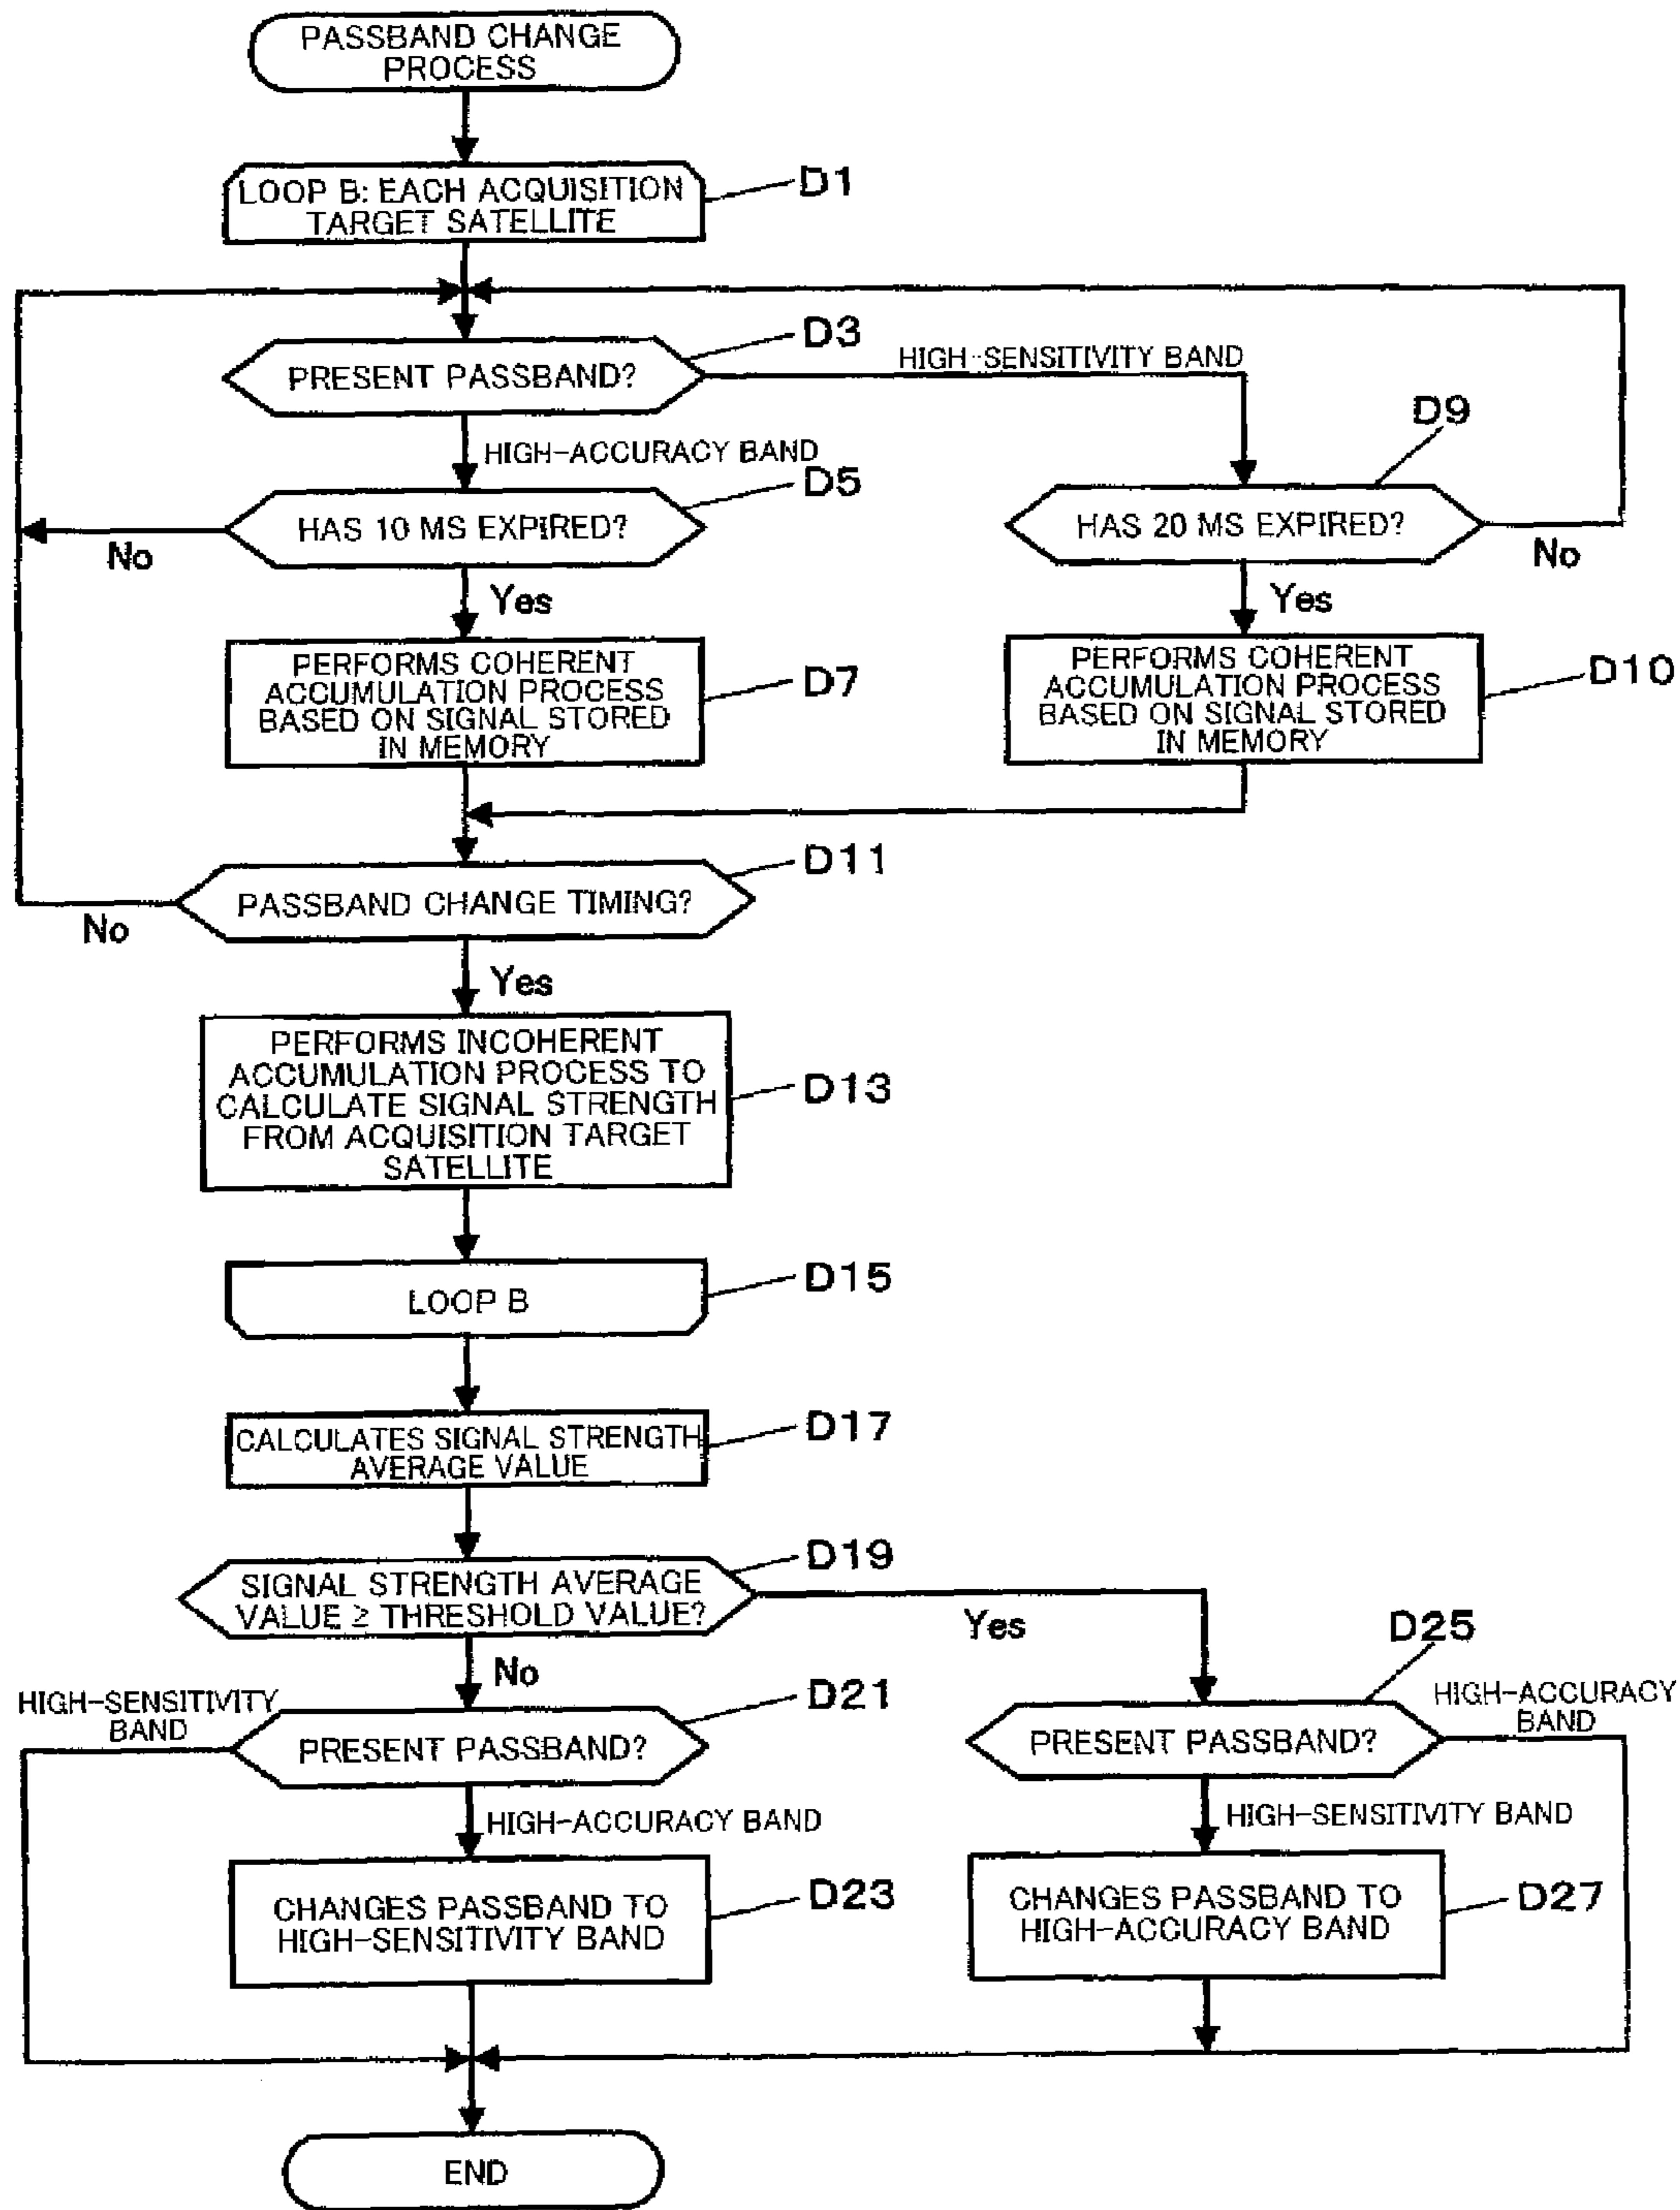 PASSBAND CHANGE
PROCESS
LOOP B: EACH ACQUISITION
TARGET SATELLITE
D1
PRESENT PASSBAND?
D3
HIGH-SENSITIVITY BAND
HIGH-ACCURACY BAND
HAS 10 MS EXPIRED?
D5
No
Yes
HAS 20 MS EXPIRED?
D9
No
Yes
PERFORMS COHERENT
ACCUMULATION PROCESS
BASED ON SIGNAL STORED
IN MEMORY
D7
PERFORMS COHERENT
ACCUMULATION PROCESS
BASED ON SIGNAL STORED
IN MEMORY
D10
PASSBAND CHANGE TIMING?
D11
No
Yes
PERFORMS INCOHERENT
ACCUMULATION PROCESS TO
CALCULATE SIGNAL STRENGTH
FROM ACQUISITION TARGET
SATELLITE
D13
LOOP B
D15
CALCULATES SIGNAL STRENGTH
AVERAGE VALUE
D17
SIGNAL STRENGTH AVERAGE
VALUE ≥ THRESHOLD VALUE?
D19
Yes
No
HIGH-SENSITIVITY
BAND
PRESENT PASSBAND?
D21
HIGH-ACCURACY BAND
PRESENT PASSBAND?
D25
HIGH-ACCURACY
BAND
HIGH-SENSITIVITY BAND
CHANGES PASSBAND TO
HIGH-SENSITIVITY BAND
D23
CHANGES PASSBAND TO
HIGH-ACCURACY BAND
D27
END